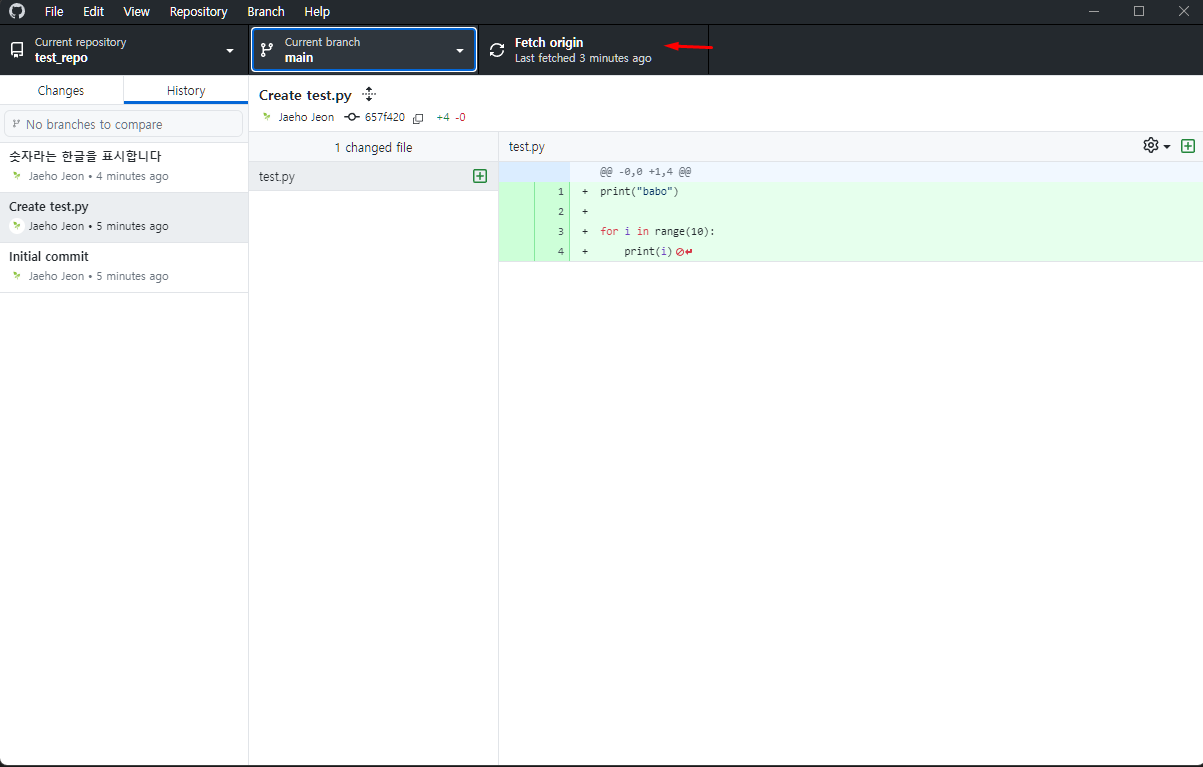 File Edit View Repository Branch Help
Current repository
test_repo
Current branch
main
Fetch origin
Last fetched 3 minutes ago
Changes
History
No branches to compare
숫자라는 한글을 표시합니다
Jaeho Jeon • 4 minutes ago
Create test.py
Jaeho Jeon • 5 minutes ago
Initial commit
Jaeho Jeon • 5 minutes ago
Create test.py
Jaeho Jeon 657f420 +4 -0
1 changed file
test.py
test.py
@@ -0,0 +1,4 @@
1 + print("babo")
2 +
3 + for i in range(10):
4 + print(i)